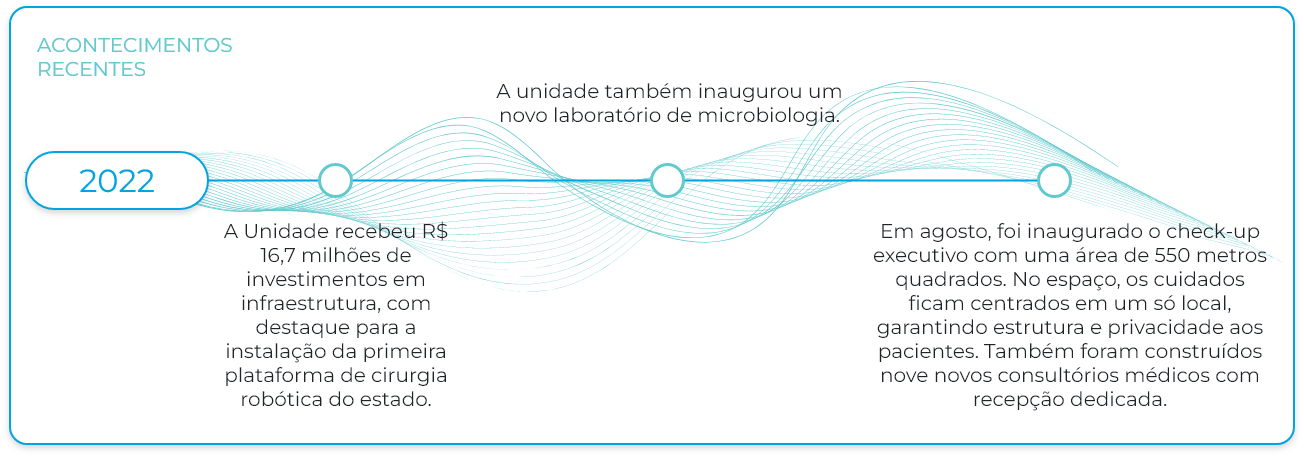 ACONTECIMENTOS
RECENTES
2022
A Unidade recebeu R$
16,7 milhões de
investimentos em
infraestrutura, com
destaque para a
instalação da primeira
plataforma de cirurgia
robótica do estado.
A unidade também inaugurou um
novo laboratório de microbiologia.
Em agosto, foi inaugurado o check-up
executivo com uma área de 550 metros
quadrados. No espaço, os cuidados
ficam centrados em um só local,
garantindo estrutura e privacidade aos
pacientes. Também foram construídos
nove novos consultórios médicos com
recepção dedicada.